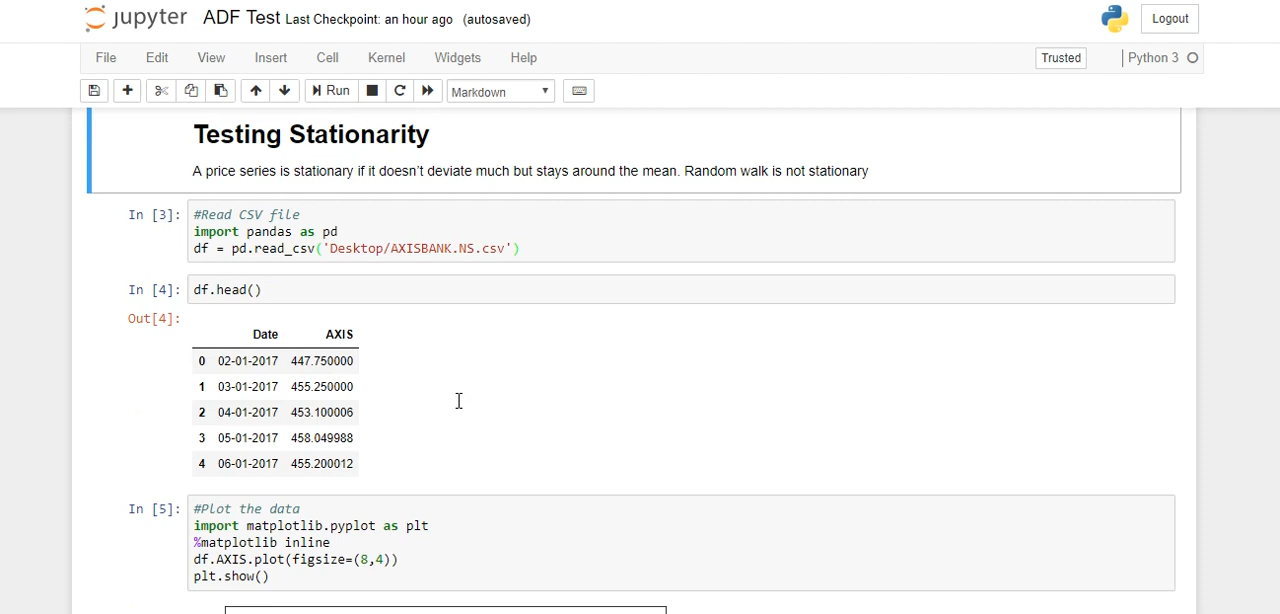 jupyter ADF Test Last Checkpoint: an hour ago (autosaved) Logout
File Edit View Insert Cell Kernel Widgets Help Trusted Python 3
Run Markdown
Testing Stationarity
A price series is stationary if it doesn't deviate much but stays around the mean. Random walk is not stationary
In [3]: #Read CSV file
import pandas as pd
df = pd.read_csv('Desktop/AXISBANK.NS.csv')
In [4]: df.head()
Out[4]:
Date AXIS
0 02-01-2017 447.750000
1 03-01-2017 455.250000
2 04-01-2017 453.100006
3 05-01-2017 458.049988
4 06-01-2017 455.200012
In [5]: #Plot the data
import matplotlib.pyplot as plt
%matplotlib inline
df.AXIS.plot(figsize=(8,4))
plt.show()